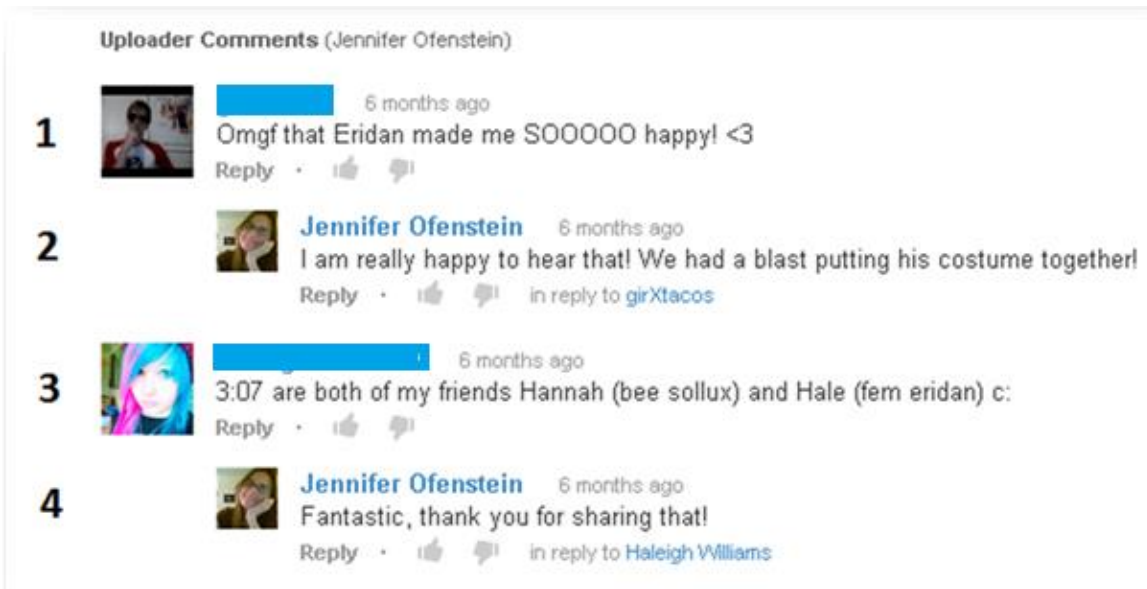 Uploader Comments (Jennifer Ofenstein)
1
6 months ago
Omgf that Eridan made me SOOOOO happy! <3
Reply ·
2
Jennifer Ofenstein 6 months ago
I am really happy to hear that! We had a blast putting his costume together!
Reply · in reply to girXtacos
3
6 months ago
3:07 are both of my friends Hannah (bee sollux) and Hale (fem eridan) c:
Reply ·
4
Jennifer Ofenstein 6 months ago
Fantastic, thank you for sharing that!
Reply · in reply to Haleigh Williams